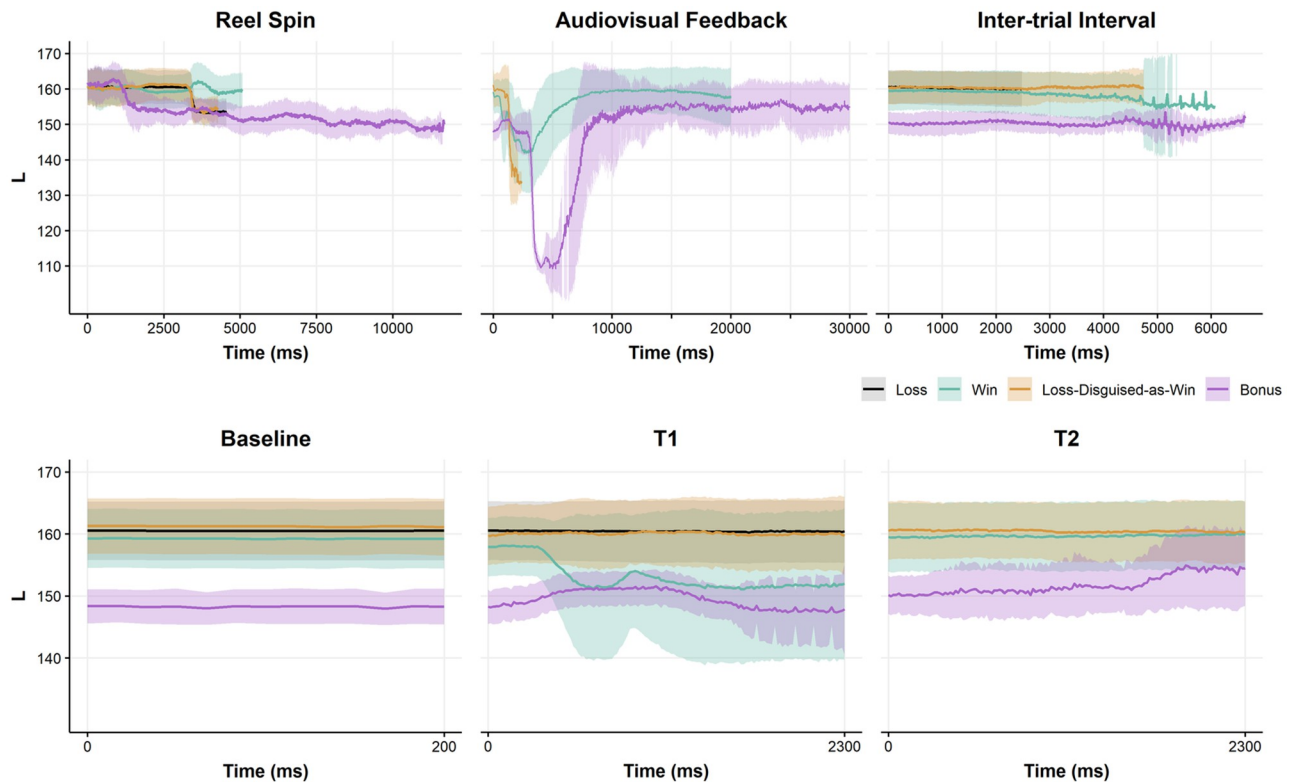 Reel Spin
Audiovisual Feedback
Inter-trial Interval
170
160
150
140
130
120
110
L
0 2500 5000 7500 10000
0 10000 20000 30000
0 1000 2000 3000 4000 5000 6000
Time (ms)
Time (ms)
Time (ms)
Loss Win Loss-Disguised-as-Win Bonus
Baseline
T1
T2
170
160
150
140
L
0 200
0 2300
0 2300
Time (ms)
Time (ms)
Time (ms)